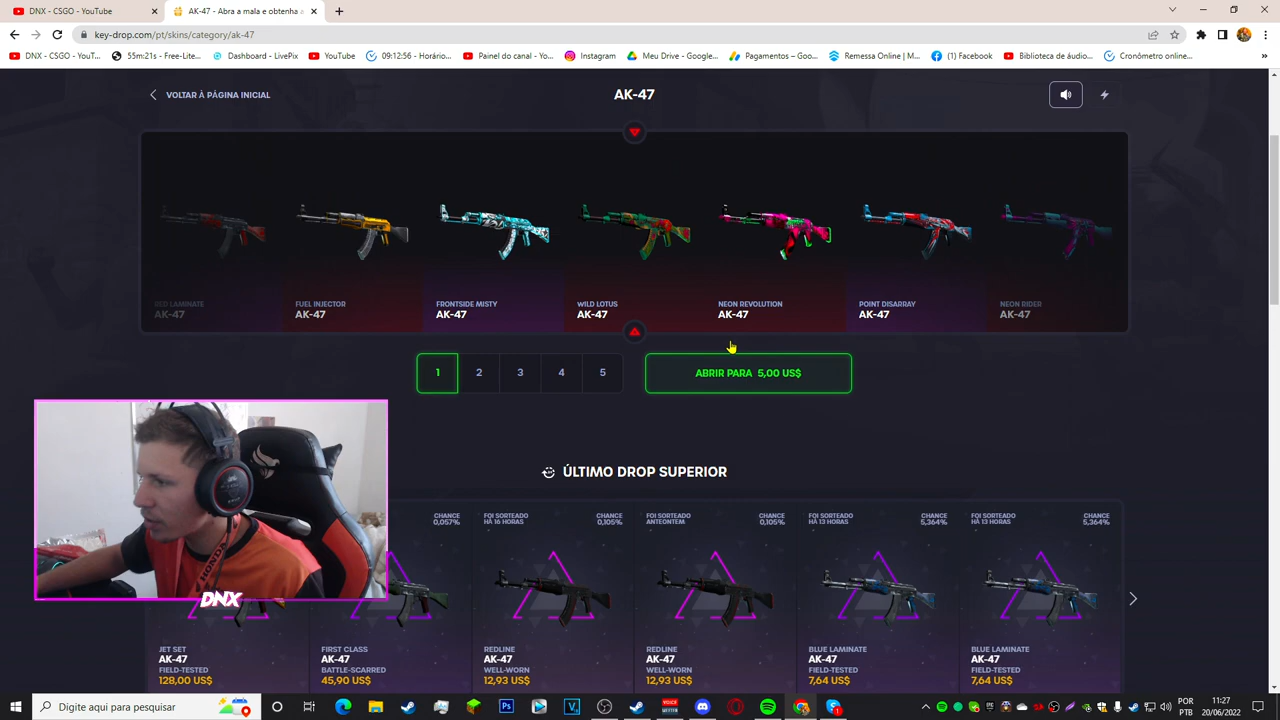 DNX - CSGO - YouTube
AK-47 - Abra a mala e obtenha a
key-drop.com/pt/skins/category/ak-47
DNX - CSGO - YouT...
55m:21s - Free-Lite...
Dashboard - LivePix
YouTube
09:12:56 - Horário...
Painel do canal - Yo...
Instagram
Meu Drive - Google...
Pagamentos – Goo...
Remessa Online | M...
(1) Facebook
Biblioteca de áudio...
Cronómetro online...
VOLTAR À PÁGINA INICIAL
AK-47
RED LAMINATE
AK-47
FUEL INJECTOR
AK-47
FRONTSIDE MISTY
AK-47
WILD LOTUS
AK-47
NEON REVOLUTION
AK-47
POINT DISARRAY
AK-47
NEON RIDER
AK-47
1 2 3 4 5
ABRIR PARA 5,00 US$
ÚLTIMO DROP SUPERIOR
CHANCE
0,057%
FOI SORTEADO
HÀ 16 HORAS
CHANCE
0,105%
FOI SORTEADO
ANTEONTEM
CHANCE
0,105%
FOI SORTEADO
HÀ 13 HORAS
CHANCE
5,364%
FOI SORTEADO
HÀ 13 HORAS
CHANCE
5,364%
HONDA
DNX
JET SET
AK-47
FIELD-TESTED
128,00 US$
FIRST CLASS
AK-47
BATTLE-SCARRED
45,90 US$
REDLINE
AK-47
WELL-WORN
12,93 US$
REDLINE
AK-47
WELL-WORN
12,93 US$
BLUE LAMINATE
AK-47
FIELD-TESTED
7,64 US$
BLUE LAMINATE
AK-47
FIELD-TESTED
7,64 US$
Digite aqui para pesquisar
POR
PTB
11:27
20/06/2022